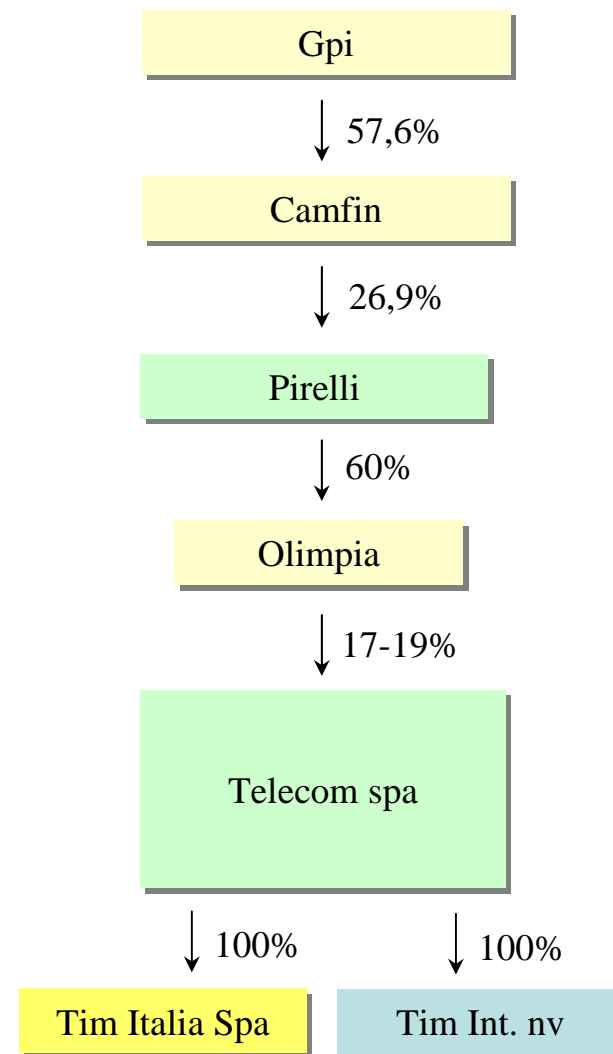 Gpi
57,6%
Camfin
26,9%
Pirelli
60%
Olimpia
17-19%
Telecom spa
100%
100%
Tim Italia Spa
Tim Int. nv